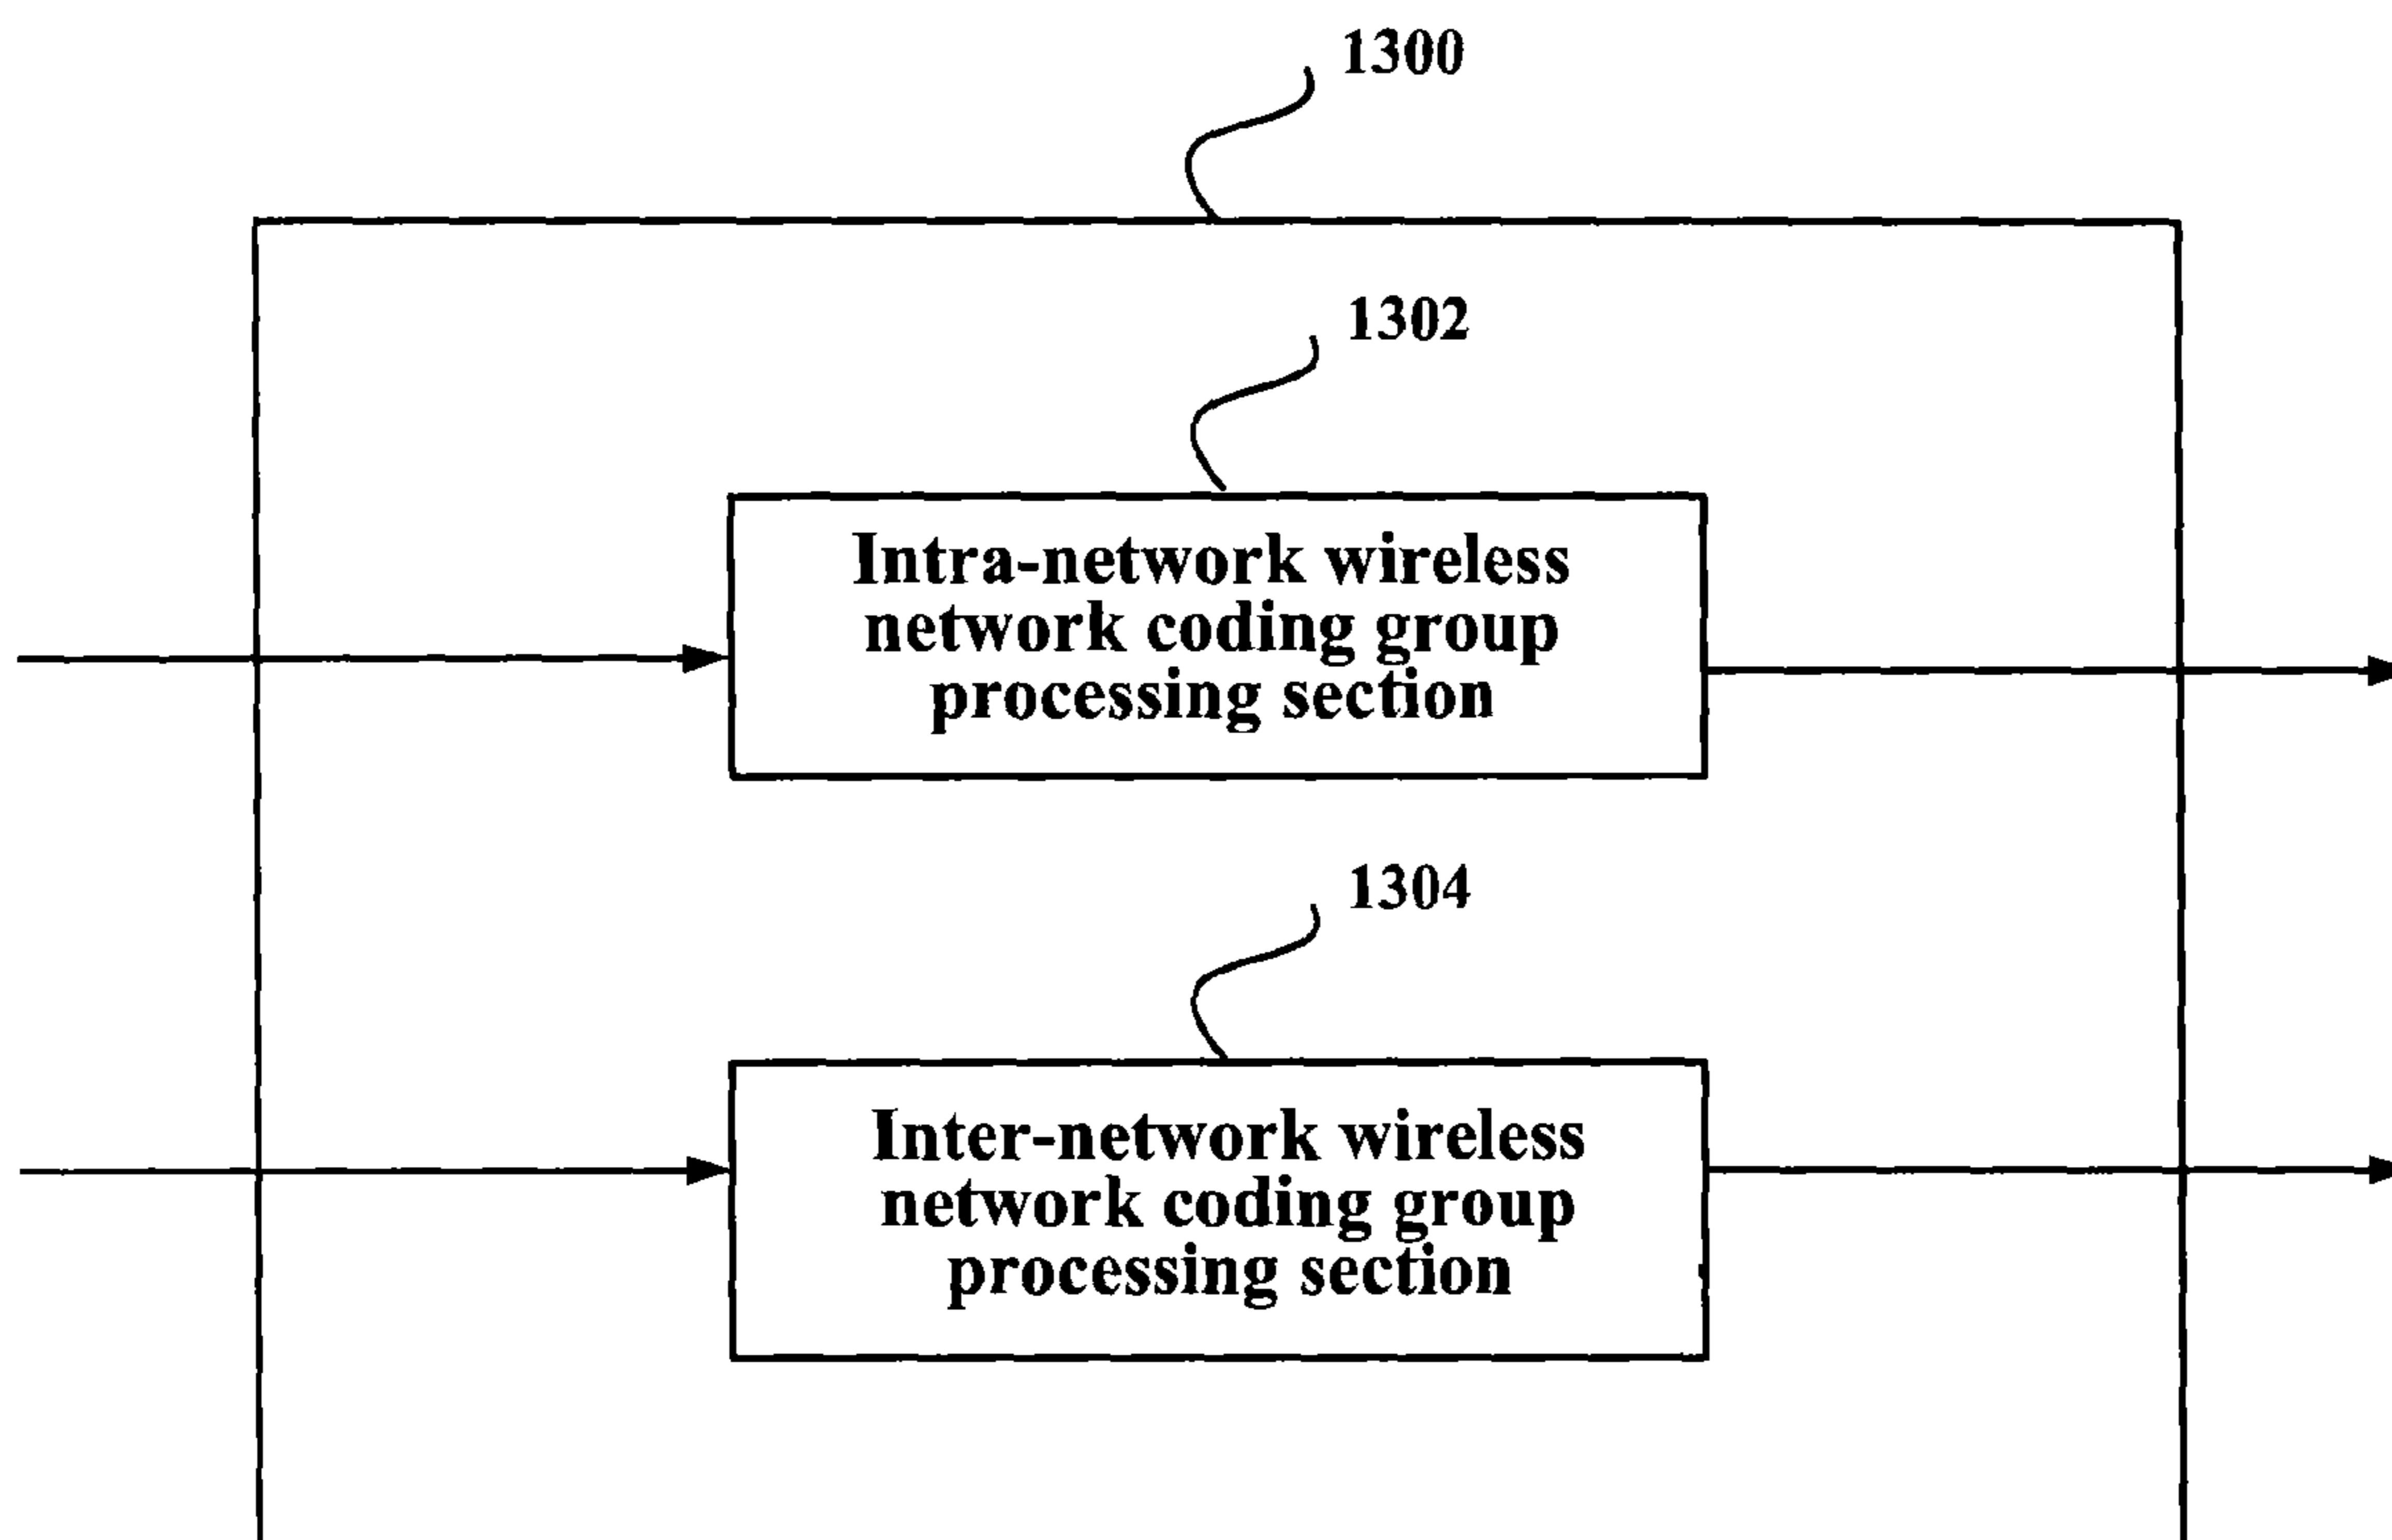 1300
1302
Intra-network wireless
network coding group
processing section
1304
Inter-network wireless
network coding group
processing section